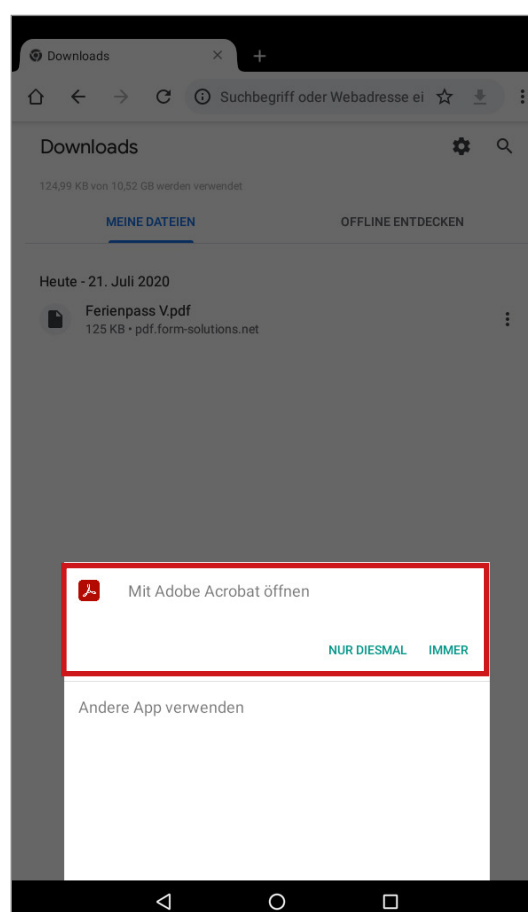 Downloads
Suchbegriff oder Webadresse ei
Downloads
124,99 KB von 10,52 GB werden verwendet
MEINE DATEIEN OFFLINE ENTDECKEN
Heute - 21. Juli 2020
Ferienpass V.pdf
125 KB • pdf.form-solutions.net
Mit Adobe Acrobat öffnen
NUR DIESMAL IMMER
Andere App verwenden